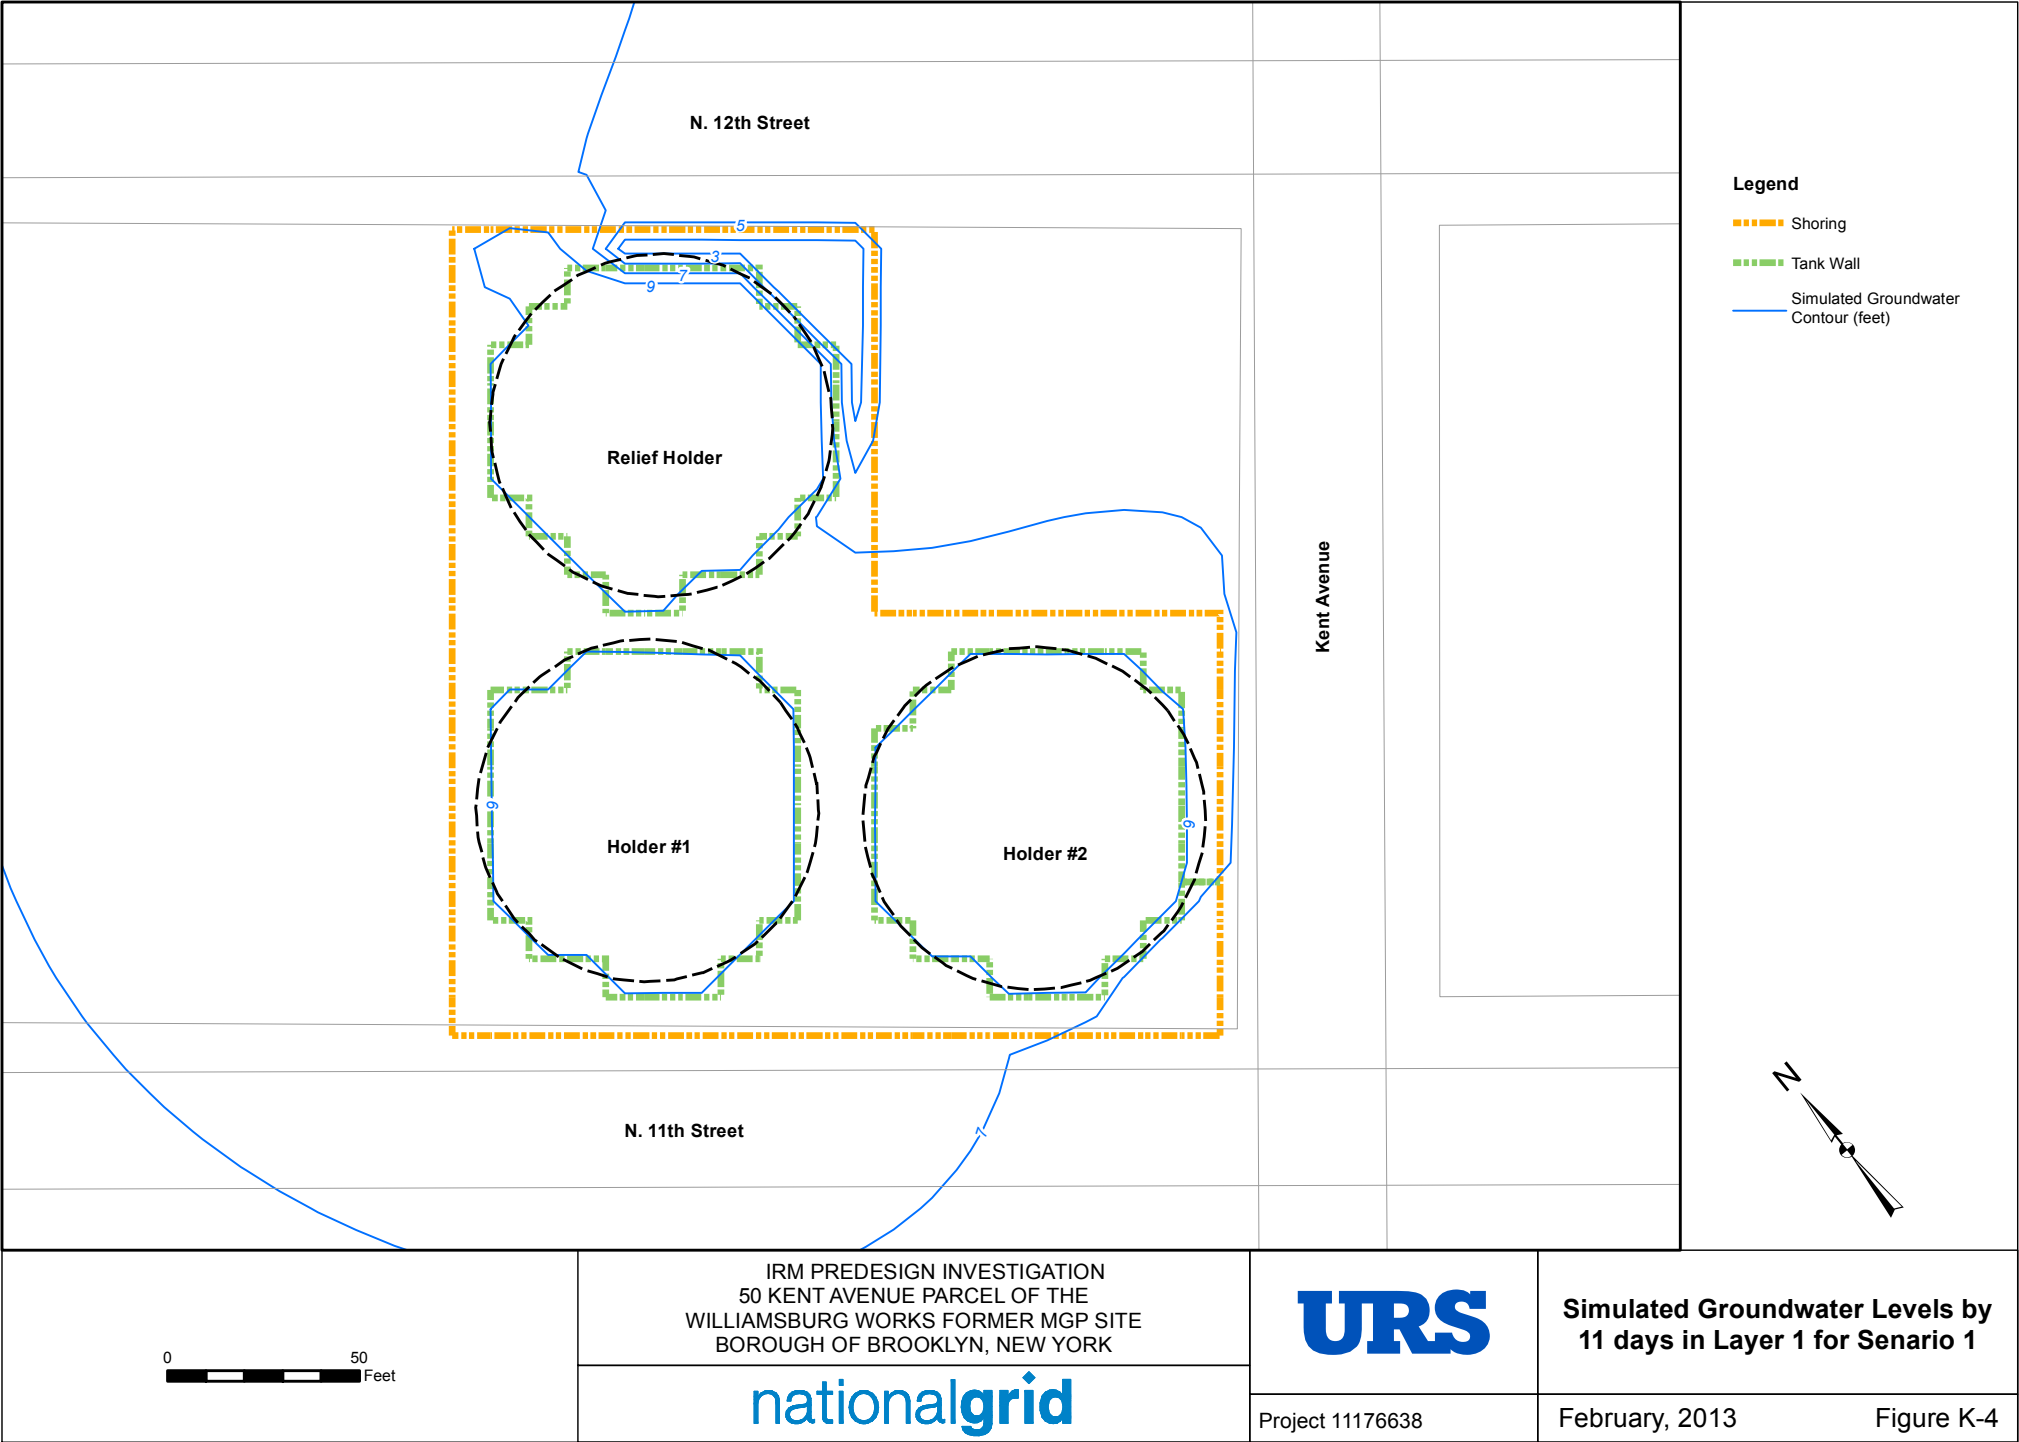 N. 12th Street
5
3
7
9
Relief Holder
Kent Avenue
9
Holder #1
Holder #2
9
N. 11th Street
7
Legend
Shoring
Tank Wall
Simulated Groundwater
Contour (feet)
N
0 50
Feet
IRM PREDESIGN INVESTIGATION
50 KENT AVENUE PARCEL OF THE
WILLIAMSBURG WORKS FORMER MGP SITE
BOROUGH OF BROOKLYN, NEW YORK
nationalgrid
URS
Project 11176638
Simulated Groundwater Levels by
11 days in Layer 1 for Senario 1
February, 2013 Figure K-4